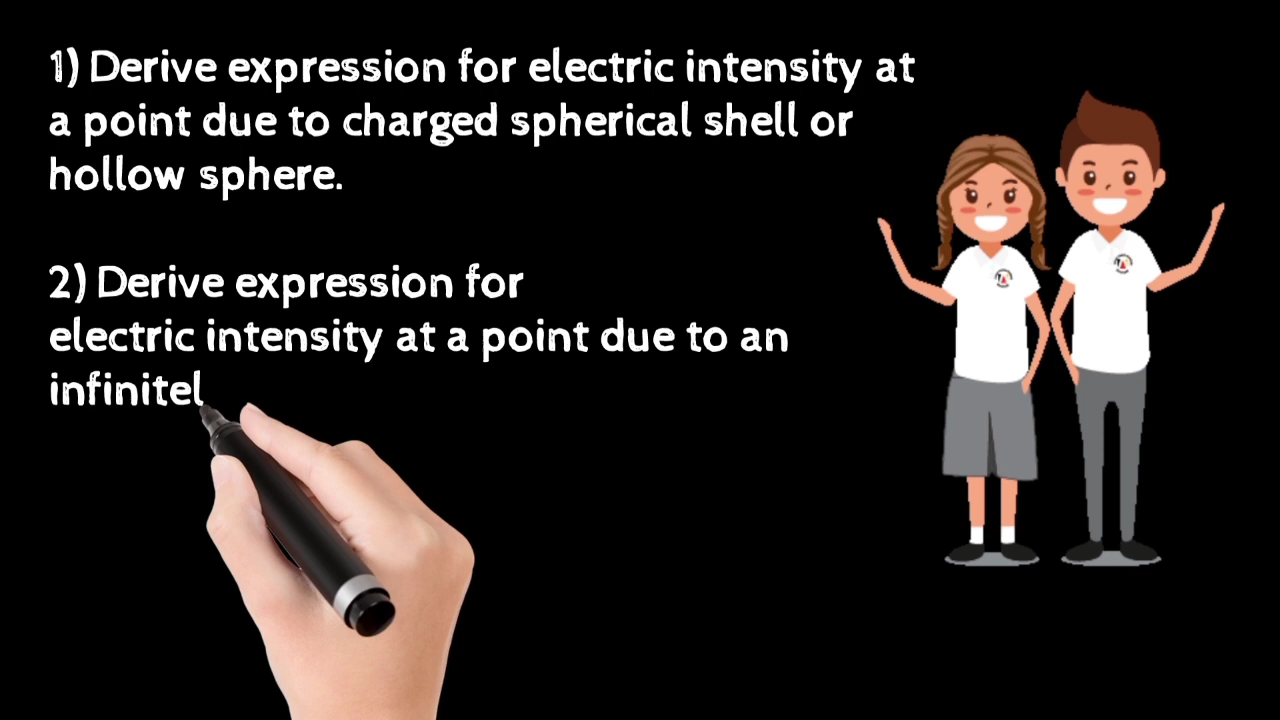 1) Derive expression for electric intensity at
a point due to charged spherical shell or
hollow sphere.
2) Derive expression for
electric intensity at a point due to an
infinitel